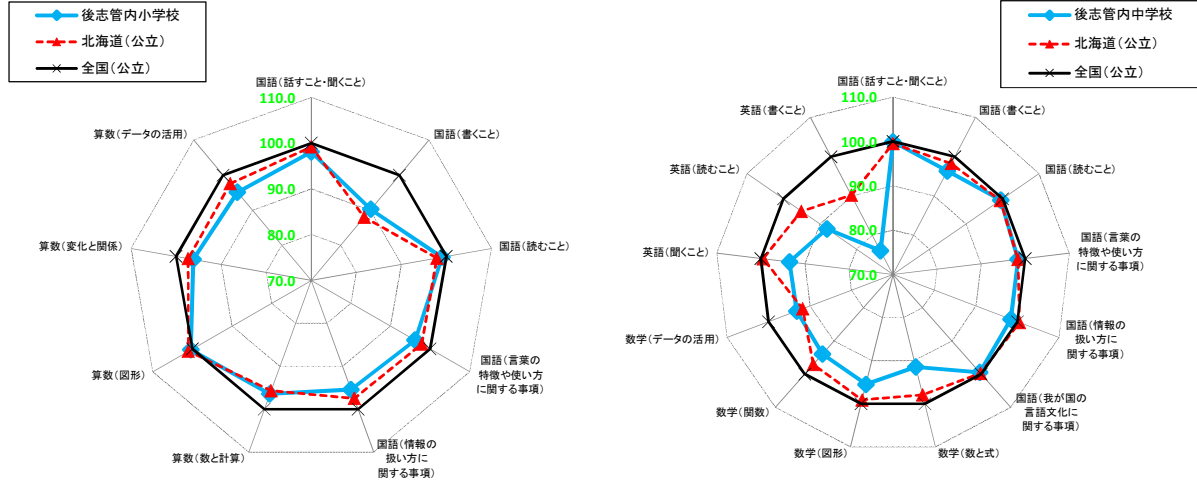 後志管内小学校
北海道(公立)
全国(公立)
国語(話すこと・聞くこと)
110.0
100.0
90.0
80.0
70.0
国語(書くこと)
国語(読むこと)
国語(言葉の
特徴や使い方
に関する事項)
国語(情報の
扱い方に
関する事項)
算数(数と計算)
算数(図形)
算数(変化と関係)
算数(データの活用)
後志管内中学校
北海道(公立)
全国(公立)
国語(話すこと・聞くこと)
110.0
100.0
90.0
80.0
70.0
国語(書くこと)
国語(読むこと)
国語(言葉の
特徴や使い方
に関する事項)
国語(情報の
扱い方に
関する事項)
国語(我が国の
言語文化に
関する事項)
数学(数と式)
数学(図形)
数学(関数)
数学(データの活用)
英語(聞くこと)
英語(読むこと)
英語(書くこと)